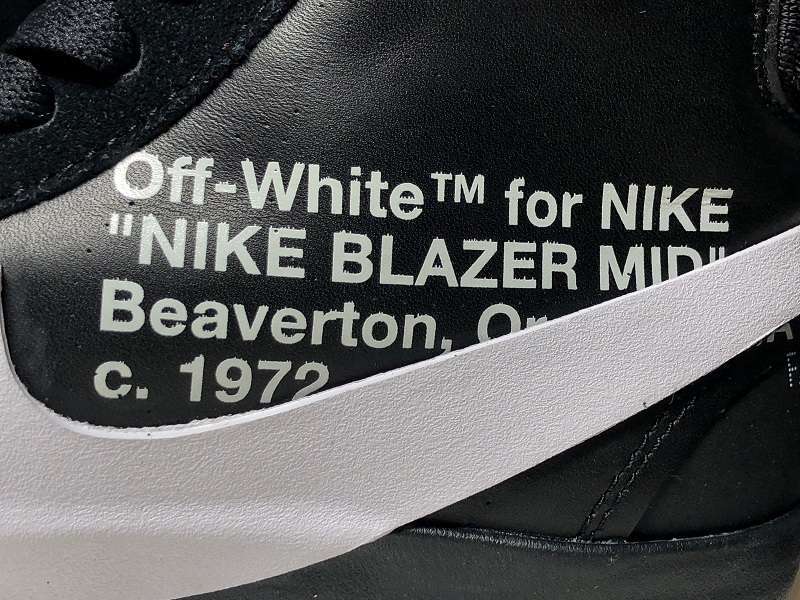 Off-White™ for NIKE
"NIKE BLAZER MID"
Beaverton,
c. 1972